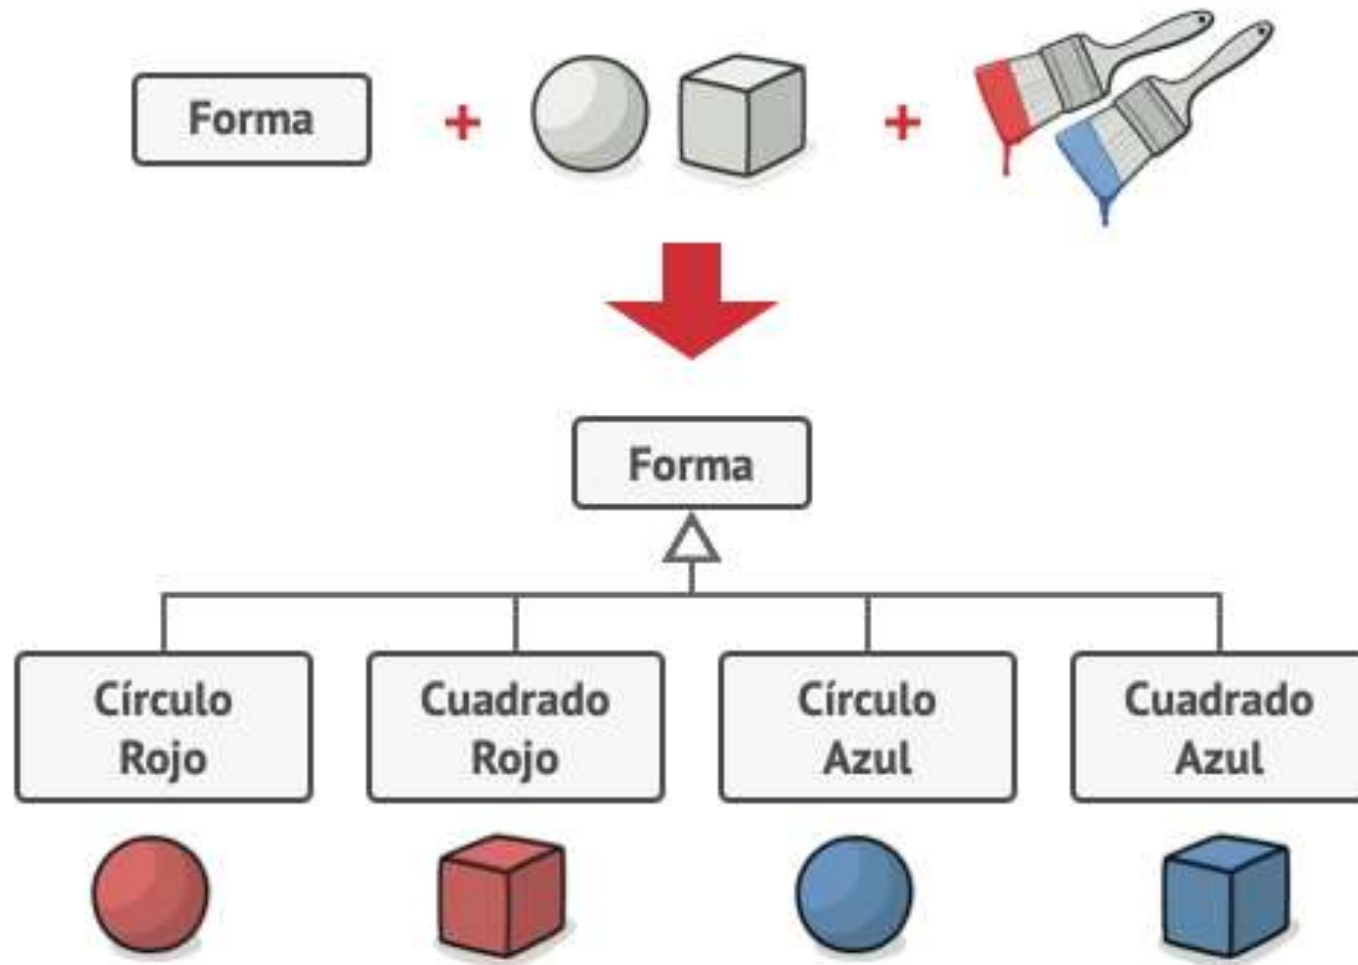 Forma
+
+
Forma
Círculo
Rojo
Cuadrado
Rojo
Círculo
Azul
Cuadrado
Azul